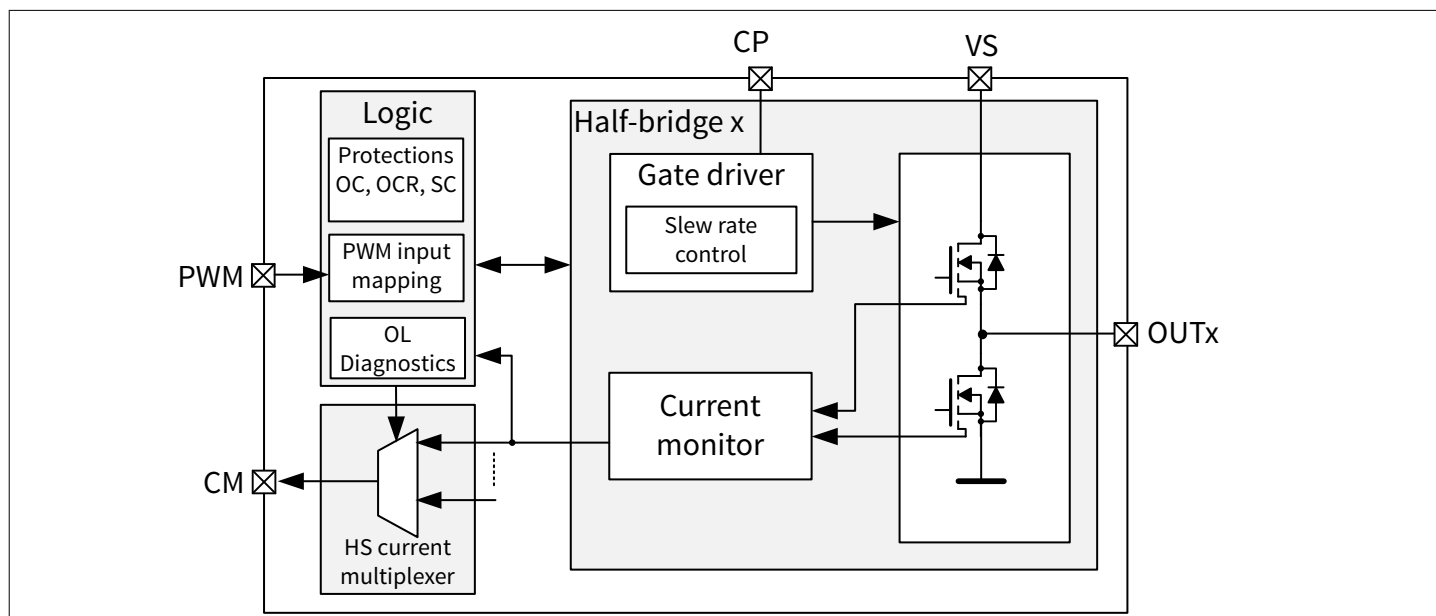 CP
VS
Logic
Protections
OC, OCR, SC
PWM input
mapping
OL
Diagnostics
PWM
Half-bridge x
Gate driver
Slew rate
control
OUTx
Current
monitor
CM
HS current
multiplexer